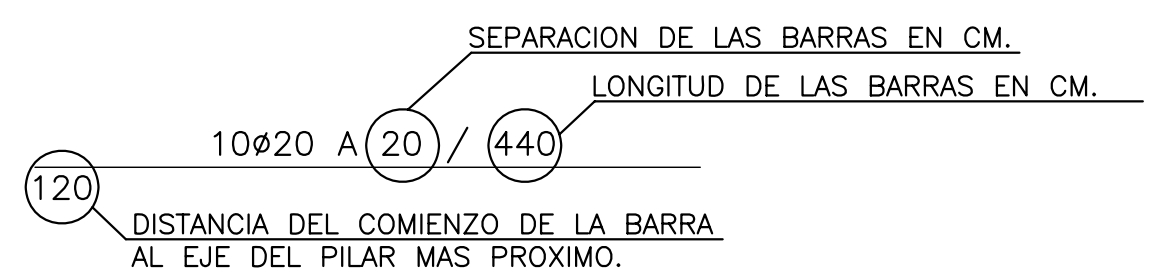 SEPARACION DE LAS BARRAS EN CM.
LONGITUD DE LAS BARRAS EN CM.
10ø20 A 20 / 440
120
DISTANCIA DEL COMIENZO DE LA BARRA
AL EJE DEL PILAR MAS PROXIMO.